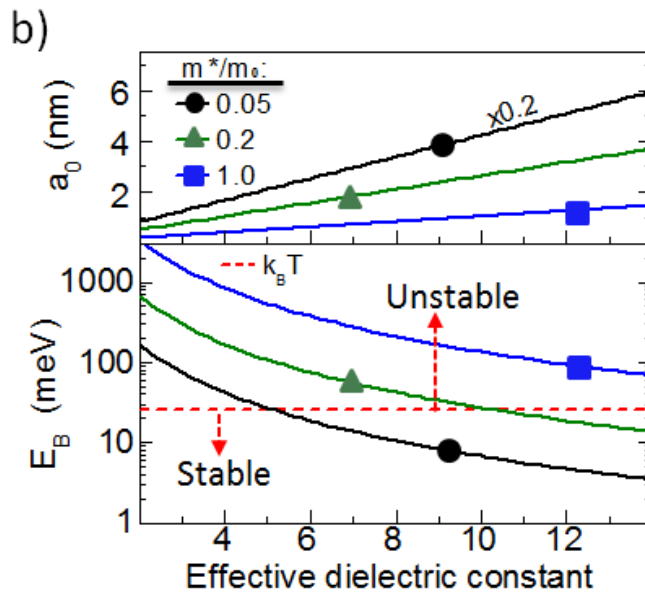 b)
m*/m₀:
0.05
0.2
1.0
x0.2
a₀ (nm)
6
4
2
k_BT
Unstable
Stable
E_B (meV)
1000
100
10
1
4
6
8
10
12
Effective dielectric constant